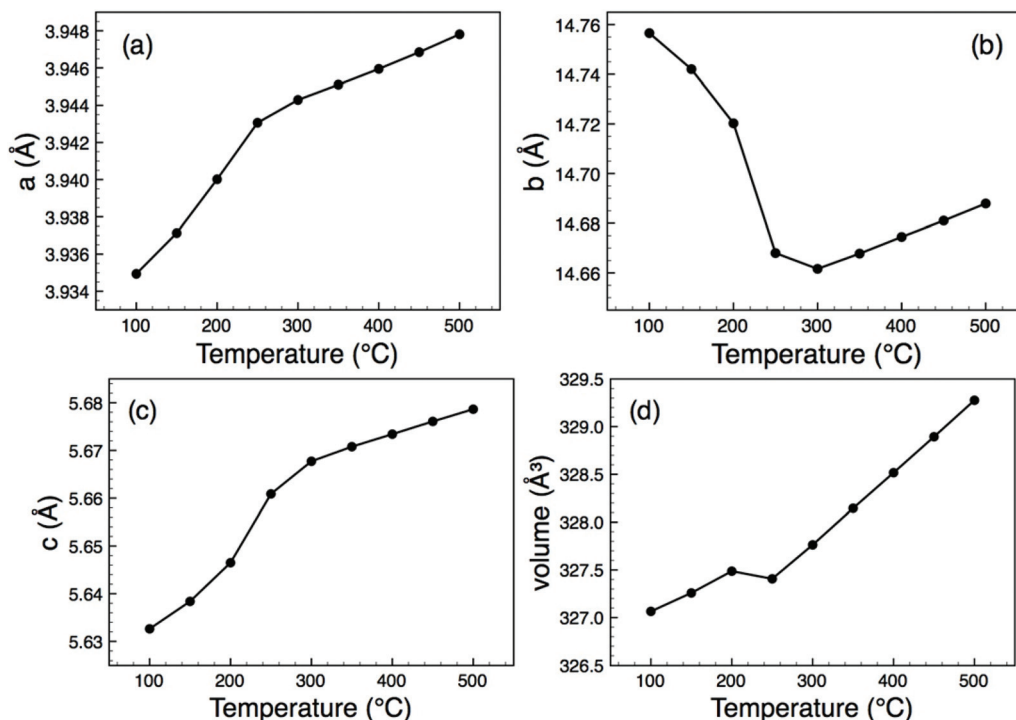 (a)
a (Å)
3.948
3.946
3.944
3.942
3.940
3.938
3.936
3.934
100 200 300 400 500
Temperature (°C)
(b)
b (Å)
14.76
14.74
14.72
14.70
14.68
14.66
100 200 300 400 500
Temperature (°C)
(c)
c (Å)
5.68
5.67
5.66
5.65
5.64
5.63
100 200 300 400 500
Temperature (°C)
(d)
volume (Å³)
329.5
329.0
328.5
328.0
327.5
327.0
326.5
100 200 300 400 500
Temperature (°C)